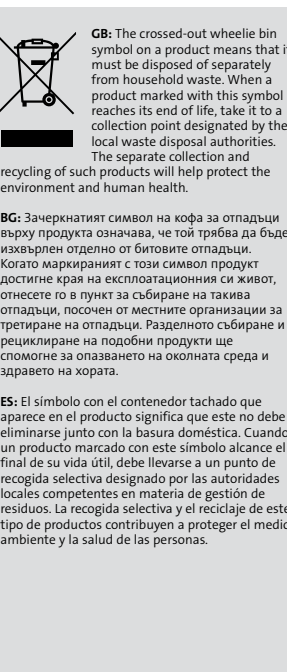 GB: The crossed-out wheelie bin
symbol on a product means that it
must be disposed of separately
from household waste. When a
product marked with this symbol
reaches its end of life, take it to a
collection point designated by the
local waste disposal authorities.
The separate collection and
recycling of such products will help protect the
environment and human health.
BG: Зачеркнатият символ на кофа за отпадъци
върху продукта означава, че той трябва да бъде
изхвърлен отделно от битовите отпадъци.
Когато маркираният с този символ продукт
достигне края на експлоатационния си живот,
отнесете го в пункт за събиране на такива
отпадъци, посочен от местните организации за
третиране на отпадъци. Разделното събиране и
рециклиране на подобни продукти ще
спомогне за опазването на околната среда и
здравето на хората.
ES: El símbolo con el contenedor tachado que
aparece en el producto significa que este no debe
eliminarse junto con la basura doméstica. Cuando
un producto marcado con este símbolo alcance el
final de su vida útil, debe llevarse a un punto de
recogida selectiva designado por las autoridades
locales competentes en materia de gestión de
residuos. La recogida selectiva y el reciclaje de este
tipo de productos contribuyen a proteger el medio
ambiente y la salud de las personas.